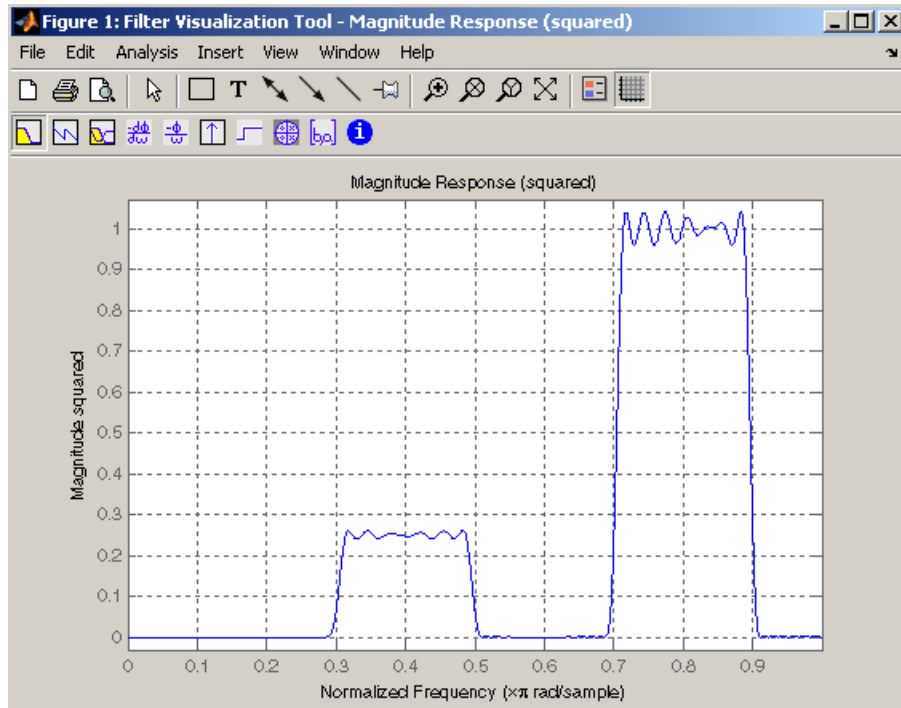 Figure 1: Filter Visualization Tool - Magnitude Response (squared)
File Edit Analysis Insert View Window Help
T
-dϕ
dω
-ϕ
ω
[b,a]
i
Magnitude Response (squared)
Magnitude squared
1
0.9
0.8
0.7
0.6
0.5
0.4
0.3
0.2
0.1
0
0 0.1 0.2 0.3 0.4 0.5 0.6 0.7 0.8 0.9
Normalized Frequency (×π rad/sample)